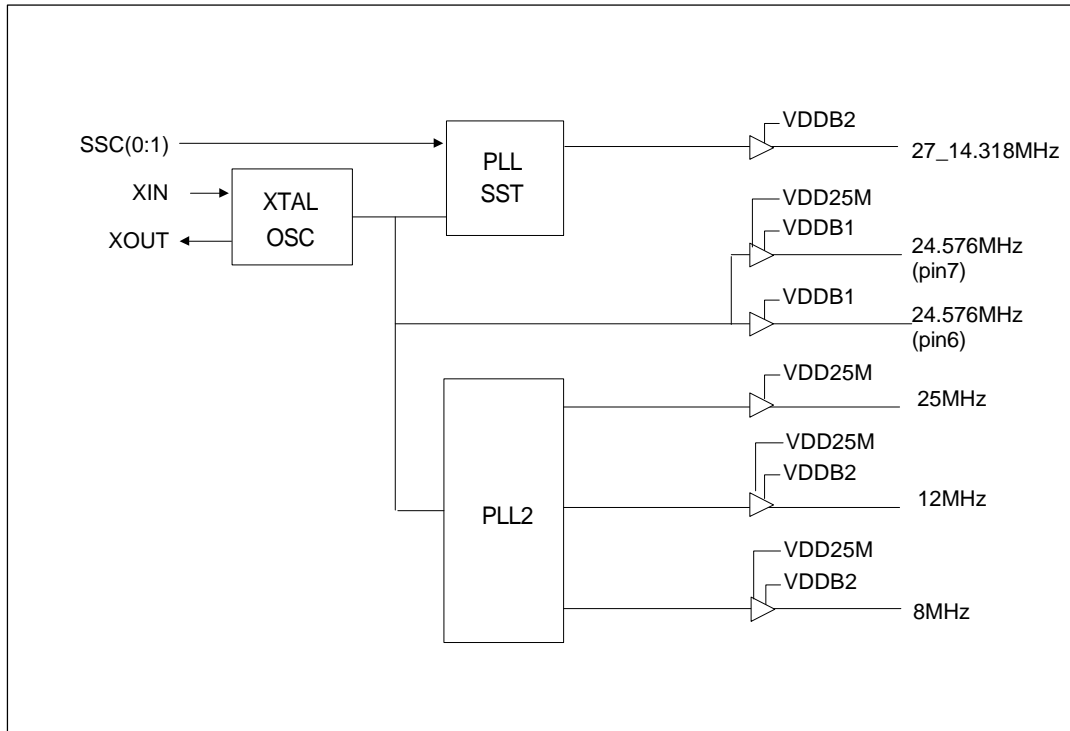 SSC(0:1)
XIN
XOUT
XTAL
OSC
PLL
SST
VDDB2
27_14.318MHz
VDD25M
VDDB1
24.576MHz
(pin7)
VDDB1
24.576MHz
(pin6)
PLL2
VDD25M
25MHz
VDD25M
VDDB2
12MHz
VDD25M
VDDB2
8MHz